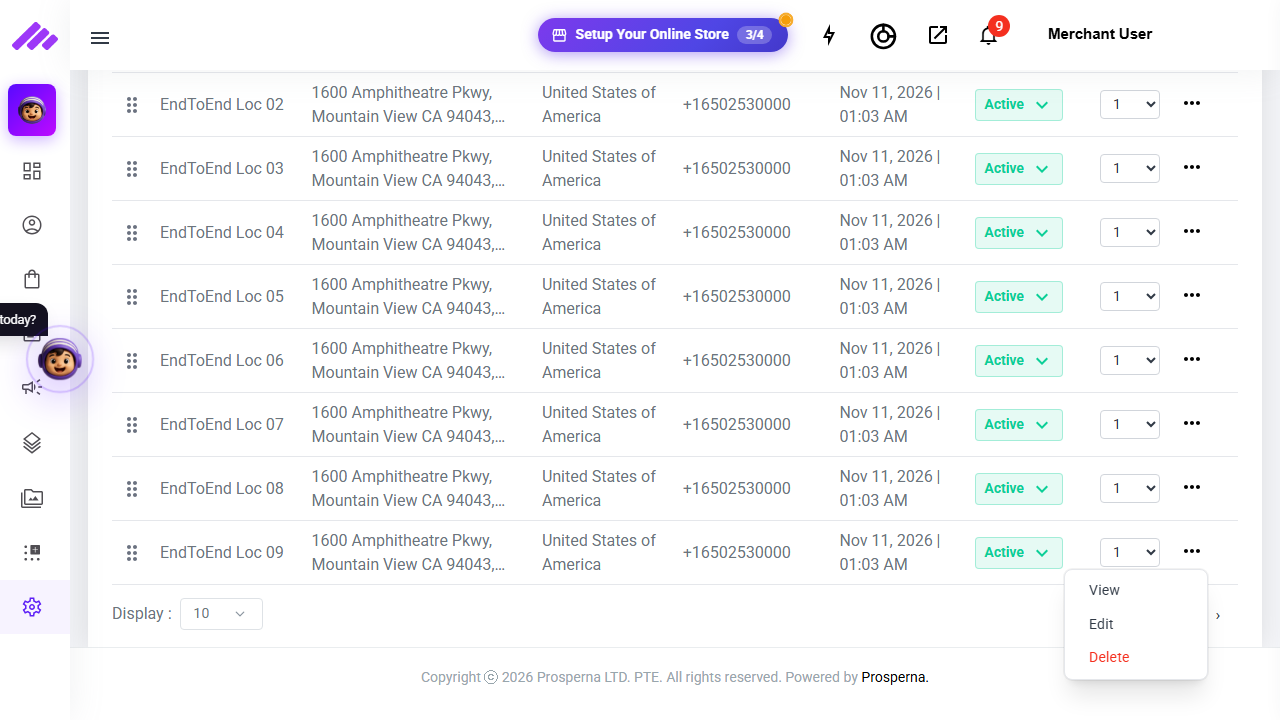 Setup Your Online Store 3/4
9
Merchant User
EndToEnd Loc 02 1600 Amphitheatre Pkwy, United States of +16502530000 Nov 11, 2026 | Active 1
Mountain View CA 94043,... America 01:03 AM
EndToEnd Loc 03 1600 Amphitheatre Pkwy, United States of +16502530000 Nov 11, 2026 | Active 1
Mountain View CA 94043,... America 01:03 AM
EndToEnd Loc 04 1600 Amphitheatre Pkwy, United States of +16502530000 Nov 11, 2026 | Active 1
Mountain View CA 94043,... America 01:03 AM
EndToEnd Loc 05 1600 Amphitheatre Pkwy, United States of +16502530000 Nov 11, 2026 | Active 1
Mountain View CA 94043,... America 01:03 AM
today?
EndToEnd Loc 06 1600 Amphitheatre Pkwy, United States of +16502530000 Nov 11, 2026 | Active 1
Mountain View CA 94043,... America 01:03 AM
EndToEnd Loc 07 1600 Amphitheatre Pkwy, United States of +16502530000 Nov 11, 2026 | Active 1
Mountain View CA 94043,... America 01:03 AM
EndToEnd Loc 08 1600 Amphitheatre Pkwy, United States of +16502530000 Nov 11, 2026 | Active 1
Mountain View CA 94043,... America 01:03 AM
EndToEnd Loc 09 1600 Amphitheatre Pkwy, United States of +16502530000 Nov 11, 2026 | Active 1
Mountain View CA 94043,... America 01:03 AM
View
Edit
Delete
Display : 10
Copyright ⓒ 2026 Prosperna LTD. PTE. All rights reserved. Powered by Prosperna.